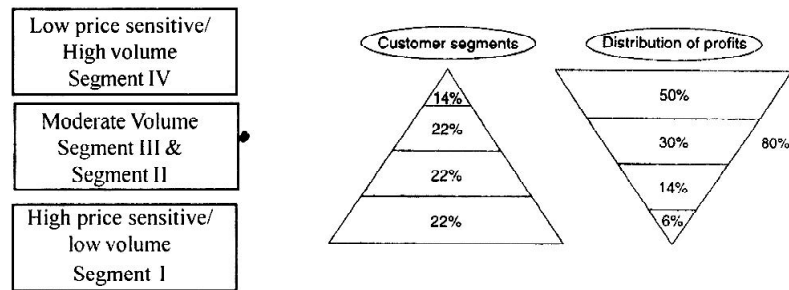 Low price sensitive/
High volume
Segment IV
Moderate Volume
Segment III &
Segment II
High price sensitive/
low volume
Segment 1
Customer segments
14%
22%
22%
22%
Distribution of profits
50%
30%
80%
14%
6%